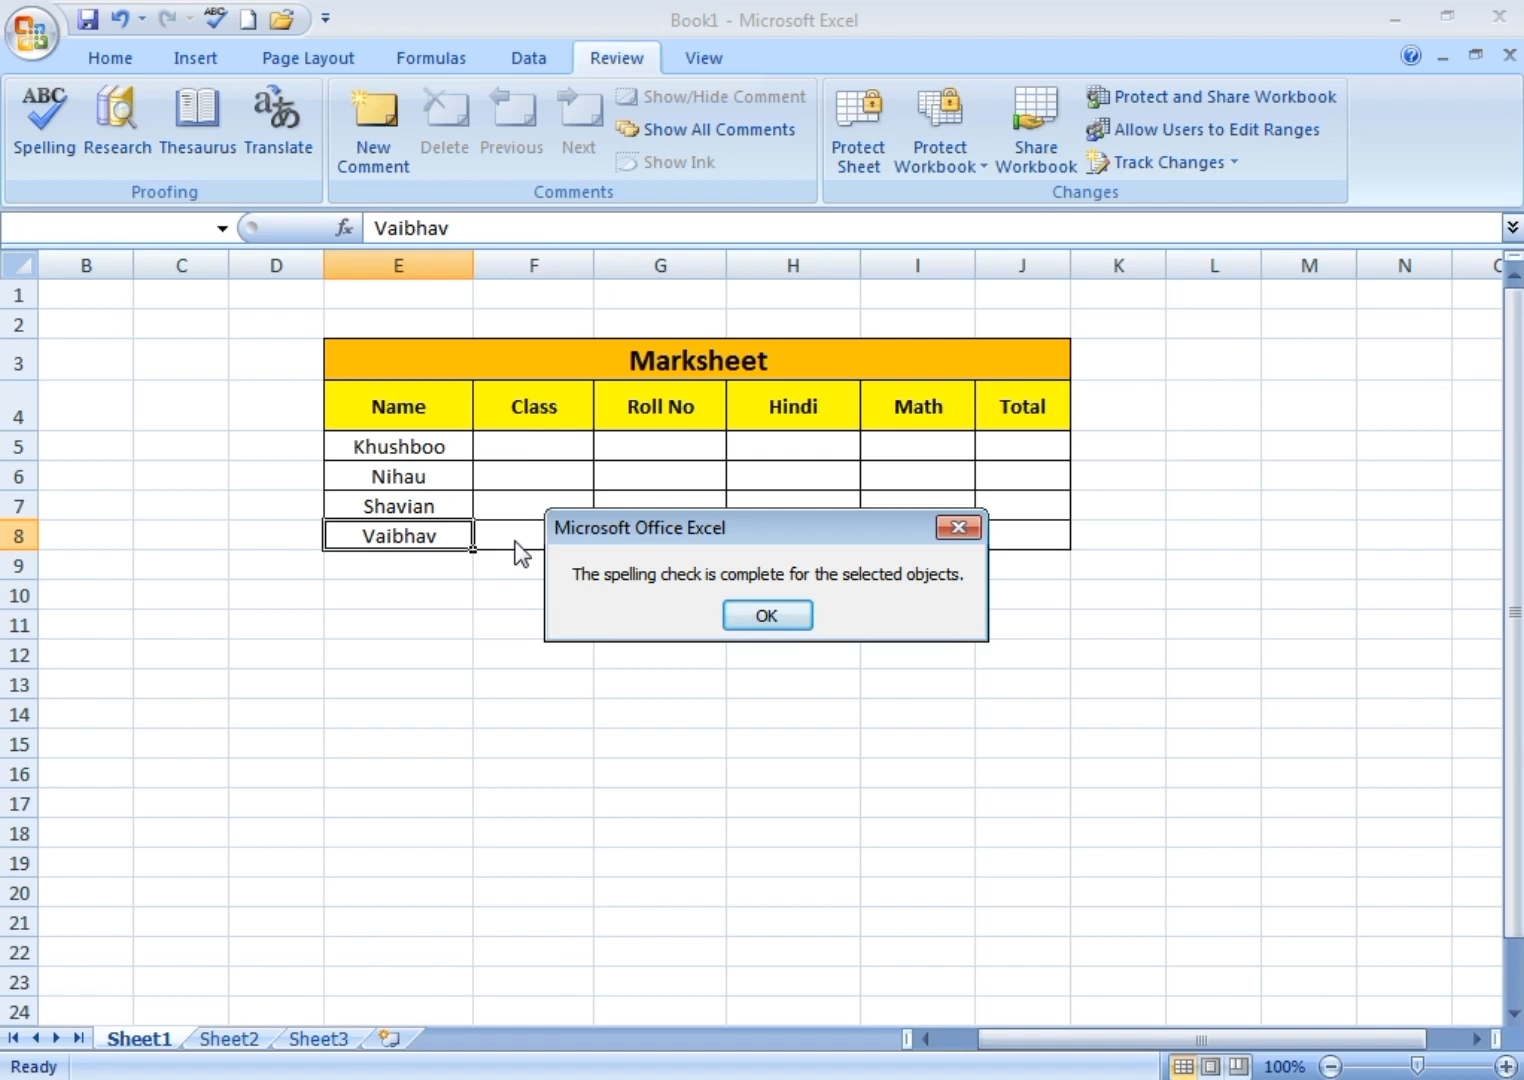 Book1 - Microsoft Excel
Home Insert Page Layout Formulas Data Review View
ABC
Spelling Research Thesaurus Translate
Proofing
New Comment Delete Previous Next
Show/Hide Comment
Show All Comments
Show Ink
Comments
Protect Sheet Protect Workbook Share Workbook
Protect and Share Workbook
Allow Users to Edit Ranges
Track Changes
Changes
fx Vaibhav
B C D E F G H I J K L M N
1
2
3 Marksheet
4 Name Class Roll No Hindi Math Total
5 Khushboo
6 Nihau
7 Shavian
8 Vaibhav
Microsoft Office Excel
The spelling check is complete for the selected objects.
OK
9
10
11
12
13
14
15
16
17
18
19
20
21
22
23
24
Sheet1 Sheet2 Sheet3
Ready 100%